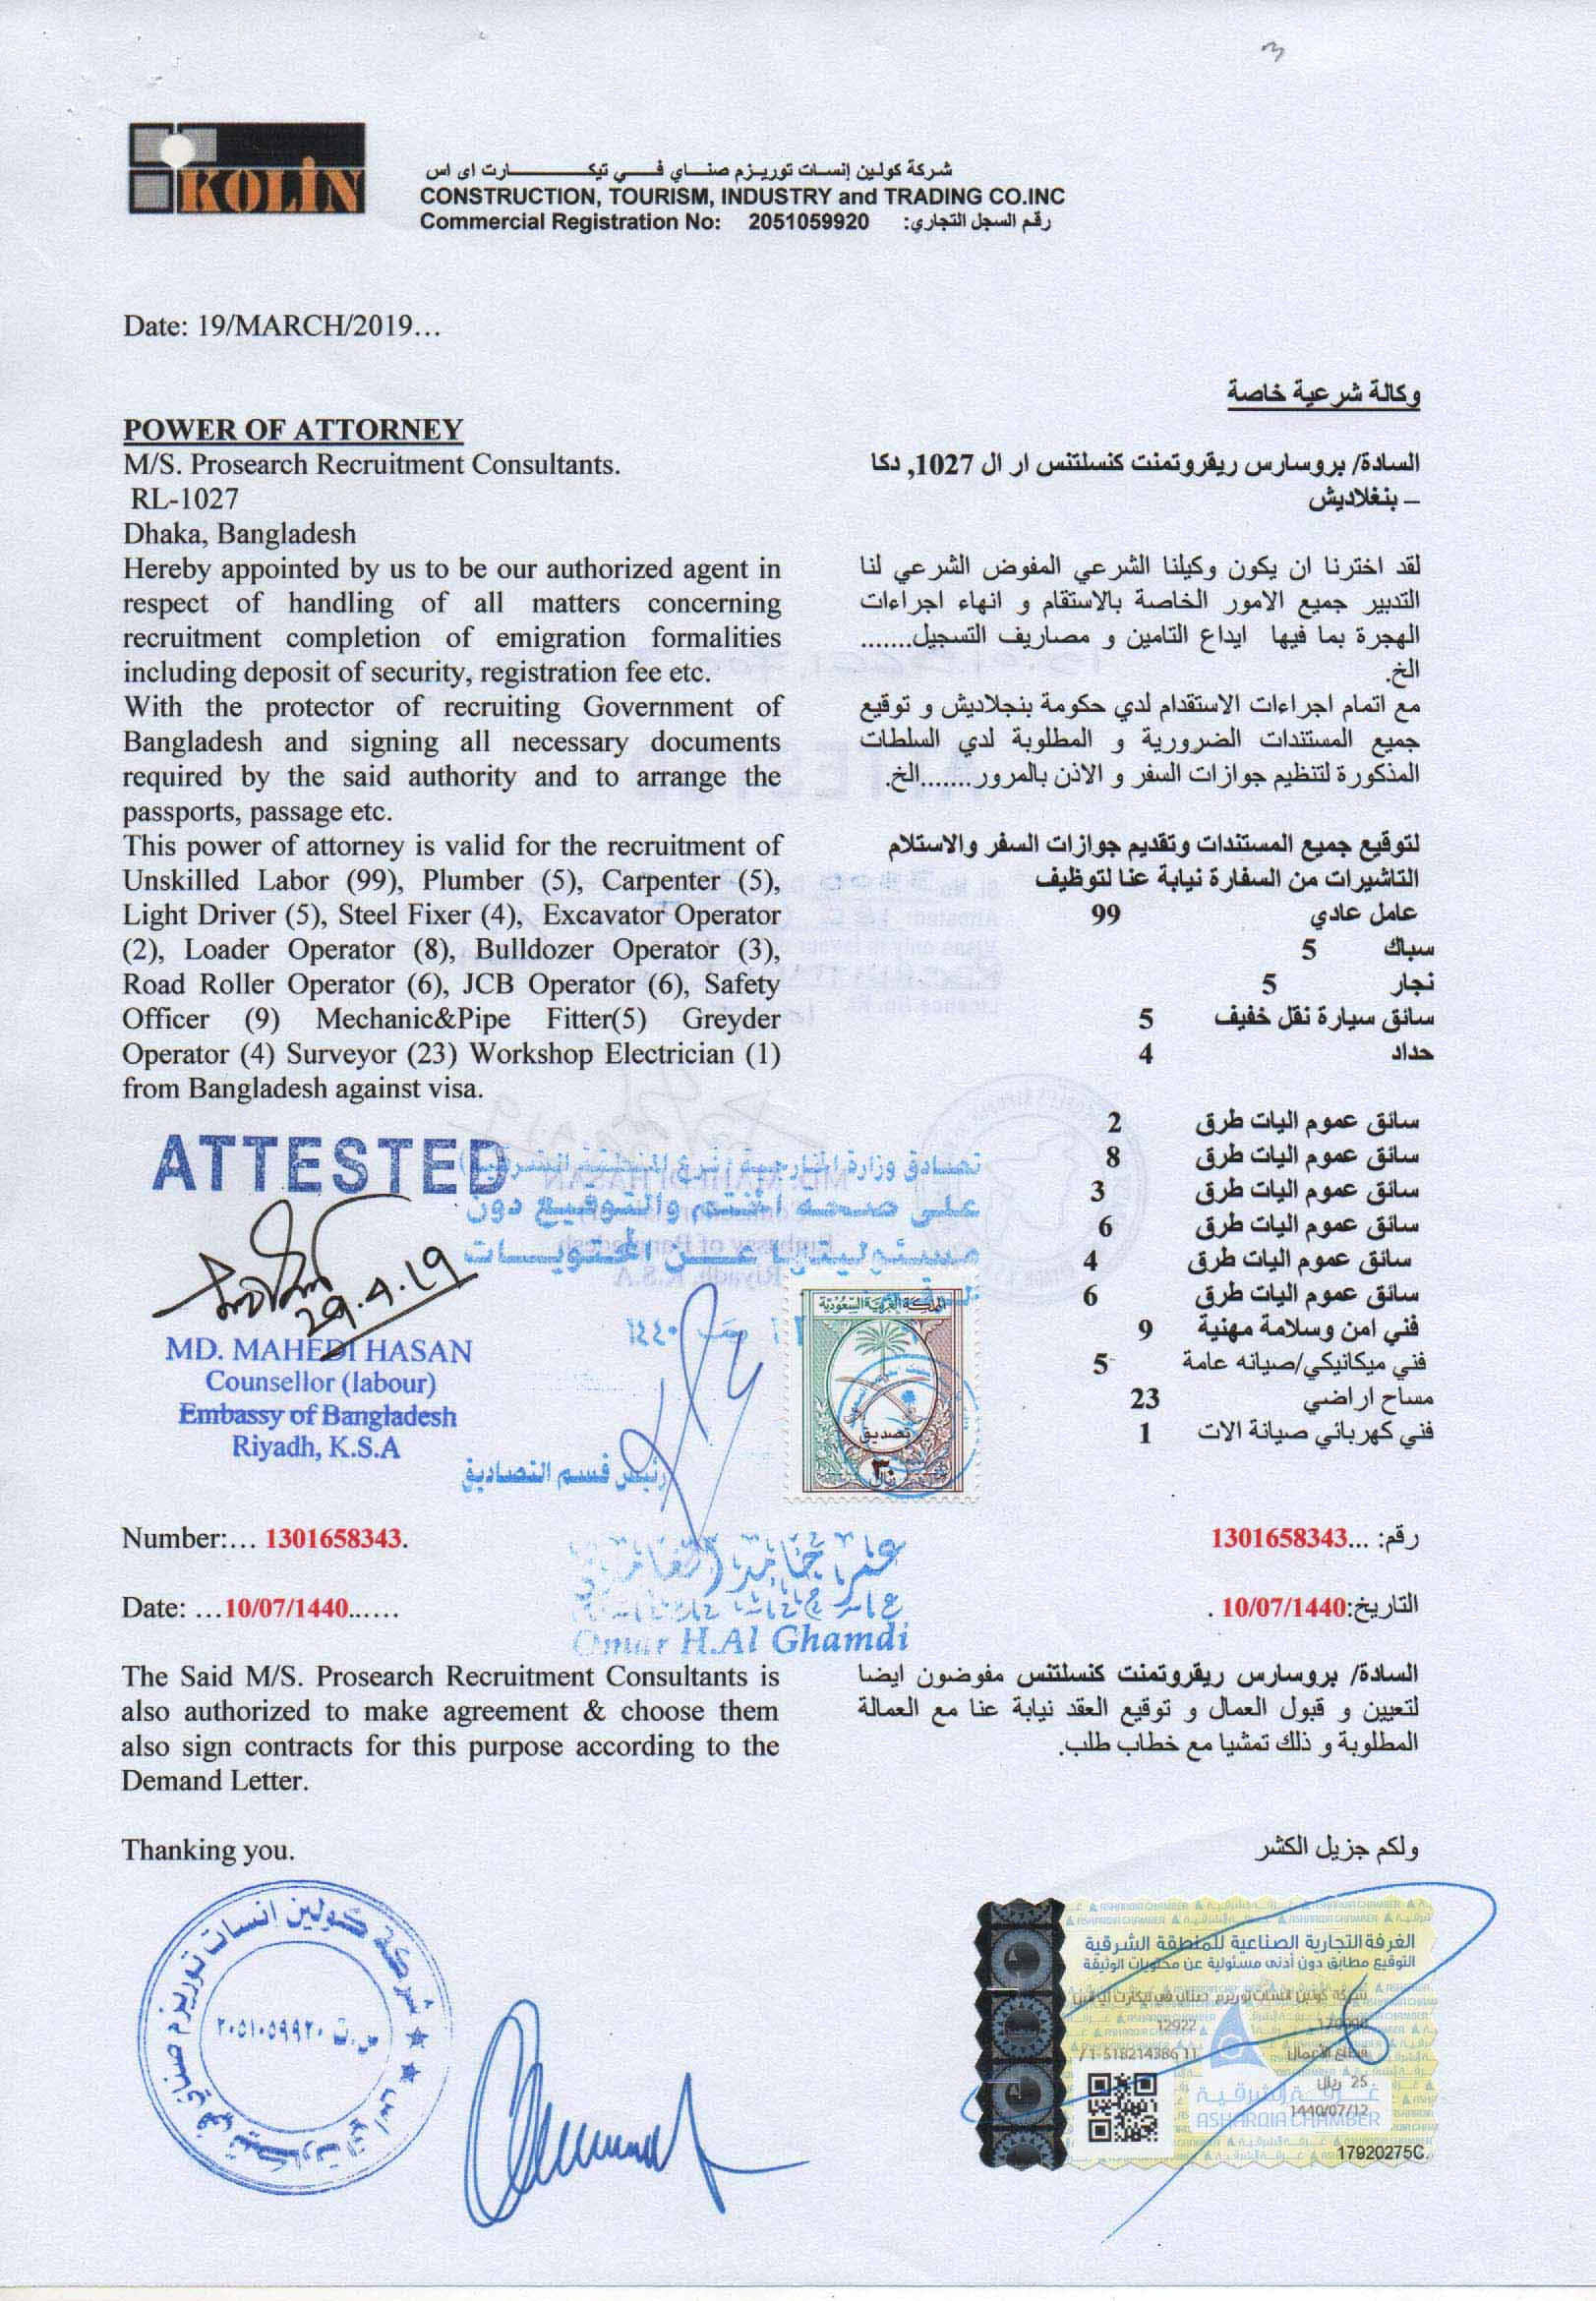 KOLİN
شركة كولين إنسات توريزم صناي في تيكارت اى اس
CONSTRUCTION, TOURISM, INDUSTRY and TRADING CO.INC
Commercial Registration No: 2051059920 رقم السجل التجاري:
Date: 19/MARCH/2019…
POWER OF ATTORNEY
M/S. Prosearch Recruitment Consultants.
RL-1027
Dhaka, Bangladesh
Hereby appointed by us to be our authorized agent in
respect of handling of all matters concerning
recruitment completion of emigration formalities
including deposit of security, registration fee etc.
With the protector of recruiting Government of
Bangladesh and signing all necessary documents
required by the said authority and to arrange the
passports, passage etc.
This power of attorney is valid for the recruitment of
Unskilled Labor (99), Plumber (5), Carpenter (5),
Light Driver (5), Steel Fixer (4), Excavator Operator
(2), Loader Operator (8), Bulldozer Operator (3),
Road Roller Operator (6), JCB Operator (6), Safety
Officer (9) Mechanic&Pipe Fitter(5) Greyder
Operator (4) Surveyor (23) Workshop Electrician (1)
from Bangladesh against visa.
وكالة شرعية خاصة
السادة/ بروسارس ريقروتمنت كنسلتنس ار ال 1027, دكا
– بنغلاديش
لقد اخترنا ان يكون وكيلنا الشرعي المفوض الشرعي لنا
التدبير جميع الامور الخاصة بالاستقام و انهاء اجراءات
الهجرة بما فيها ايداع التامين و مصاريف التسجيل.......
الخ.
مع اتمام اجراءات الاستقدام لدي حكومة بنجلاديش و توقيع
جميع المستندات الضرورية و المطلوبة لدي السلطات
المذكورة لتنظيم جوازات السفر و الاذن بالمرور.......الخ.
لتوقيع جميع المستندات وتقديم جوازات السفر والاستلام
التاشيرات من السفارة نيابة عنا لتوظيف
عامل عادي 99
سباك 5
نجار 5
سائق سيارة نقل خفيف 5
حداد 4
سائق عموم اليات طرق 2
سائق عموم اليات طرق 8
سائق عموم اليات طرق 3
سائق عموم اليات طرق 6
سائق عموم اليات طرق 4
سائق عموم اليات طرق 6
فني امن وسلامة مهنية 9
فني ميكانيكي/صيانه عامة 5
مساح اراضي 23
فني كهربائي صيانة الات 1
ATTESTED
29.4.19
MD. MAHEDI HASAN
Counsellor (labour)
Embassy of Bangladesh
Riyadh, K.S.A
تصادق وزارة الخارجية / فرع المنطقة الشرقية
على صحة الختم والتوقيع دون
مسئوليتها عن المحتويات
١٤٤٠
رئيس قسم التصاديق
المملكة العربية السعودية
تصديق
٣٠
ريال
Omar H.Al Ghamdi
Number:… 1301658343.
رقم: ...1301658343
Date: …10/07/1440...…
التاريخ:10/07/1440 .
The Said M/S. Prosearch Recruitment Consultants is
also authorized to make agreement & choose them
also sign contracts for this purpose according to the
Demand Letter.
السادة/ بروسارس ريقروتمنت كنسلتنس مفوضون ايضا
لتعيين و قبول العمال و توقيع العقد نيابة عنا مع العمالة
المطلوبة و ذلك تمشيا مع خطاب طلب.
Thanking you.
ولكم جزيل الكشر
شركة كولين انسات توريزم صناي في تيكارت اى اس
س.ت ٢٠٥١٠٥٩٩٢٠
الغرفة التجارية الصناعية للمنطقة الشرقية
التوقيع مطابق دون أدنى مسئولية عن محتويات الوثيقة
12922
قطاع الأعمال
25 ريال
1440/07/12
غرفة الشرقية
ASHARQIA CHAMBER
17920275C.